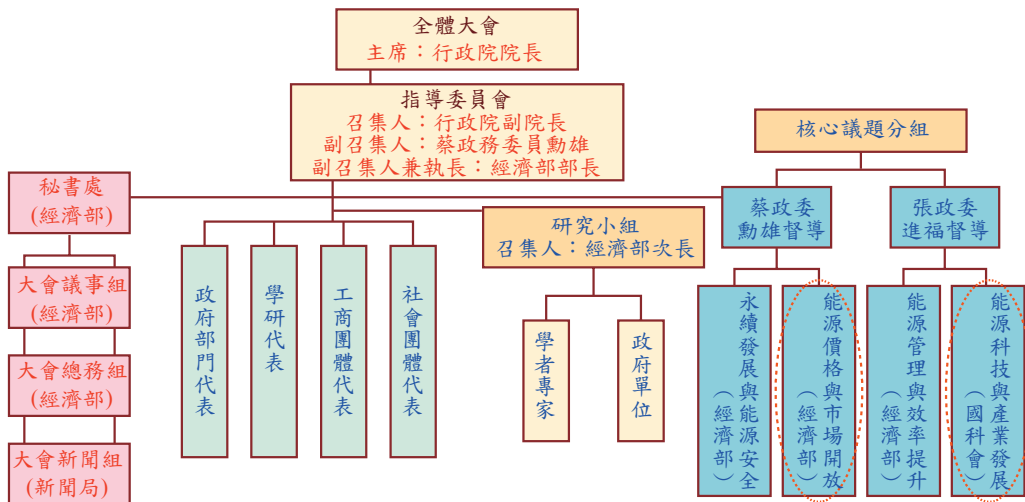 全體大會
主席：行政院院長
指導委員會
召集人：行政院副院長
副召集人：蔡政務委員勳雄
副召集人兼執長：經濟部部長
核心議題分組
秘書處
(經濟部)
大會議事組
(經濟部)
大會總務組
(經濟部)
大會新聞組
(新聞局)
政府部門代表
學研代表
工商團體代表
社會團體代表
研究小組
召集人：經濟部次長
學者專家
政府單位
蔡政委
勳雄督導
張政委
進福督導
永續發展與能源安全
（經濟部）
能源價格與市場開放
（經濟部）
能源管理與效率提升
（經濟部）
能源科技與產業發展
（國科會）